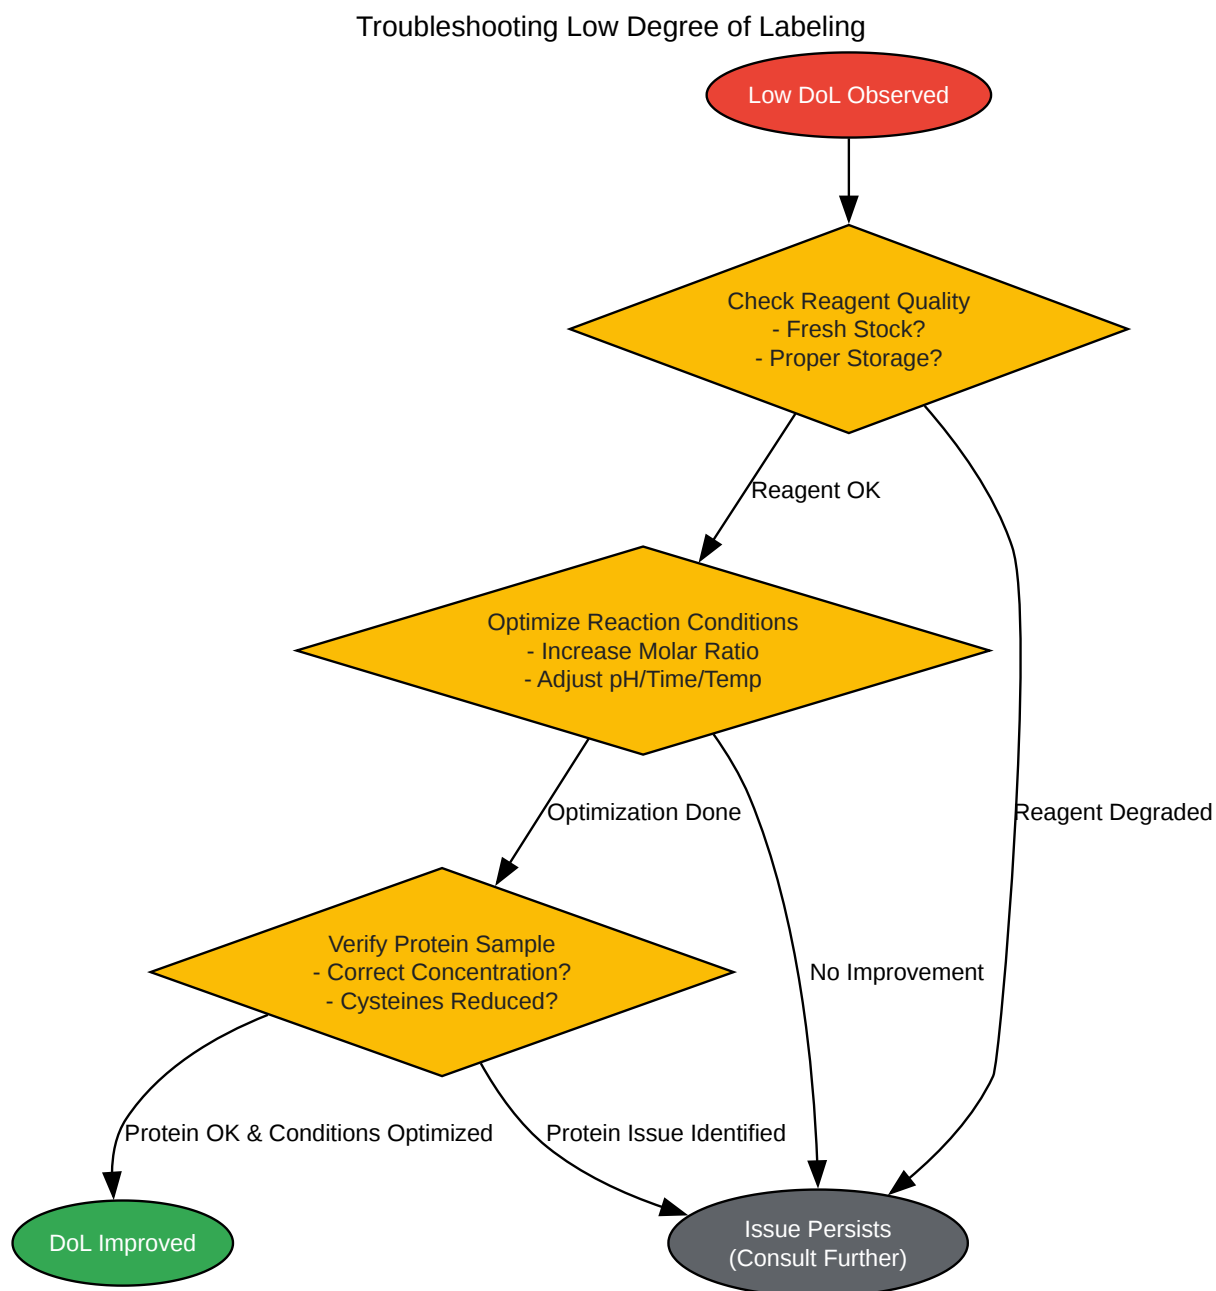 Troubleshooting Low Degree of Labeling
Low DoL Observed
Check Reagent Quality
- Fresh Stock?
- Proper Storage?
Reagent OK
Optimize Reaction Conditions
- Increase Molar Ratio
- Adjust pH/Time/Temp
Optimization Done
Reagent Degraded
Verify Protein Sample
- Correct Concentration?
- Cysteines Reduced?
No Improvement
Protein OK & Conditions Optimized
Protein Issue Identified
DoL Improved
Issue Persists
(Consult Further)